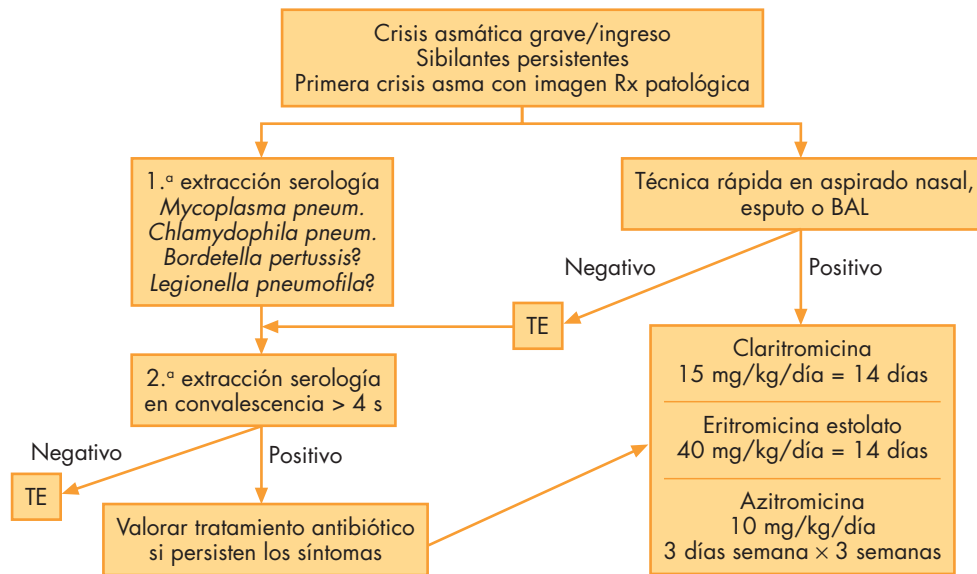 Crisis asmática grave/ingreso
Sibilantes persistentes
Primera crisis asma con imagen Rx patológica
1.ª extracción serología
Mycoplasma pneum.
Chlamydophila pneum.
Bordetella pertussis?
Legionella pneumofila?
Técnica rápida en aspirado nasal,
esputo o BAL
Negativo
Positivo
TE
Claritromicina
15 mg/kg/día = 14 días
Eritromicina estolato
40 mg/kg/día = 14 días
Azitromicina
10 mg/kg/día
3 días semana × 3 semanas
2.ª extracción serología
en convalescencia > 4 s
Negativo
Positivo
TE
Valorar tratamiento antibiótico
si persisten los síntomas